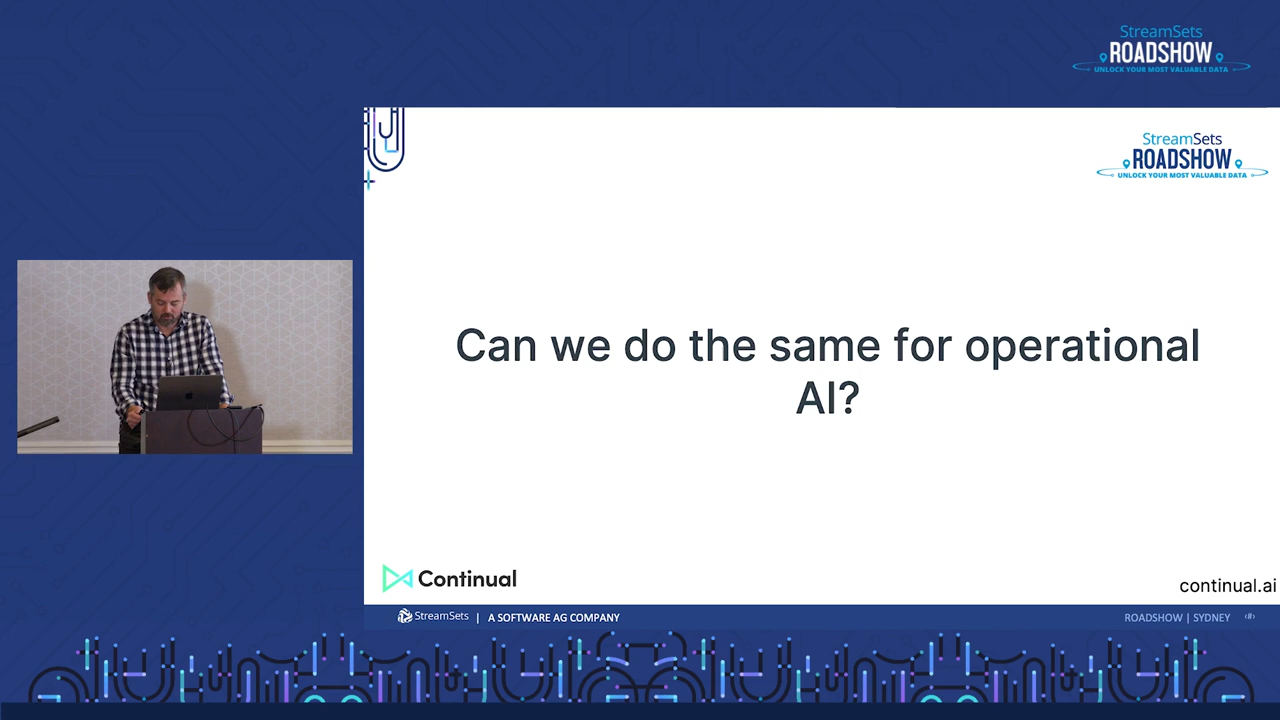 StreamSets
ROADSHOW
UNLOCK YOUR MOST VALUABLE DATA
StreamSets
ROADSHOW
UNLOCK YOUR MOST VALUABLE DATA
Can we do the same for operational
AI?
Continual
continual.ai
StreamSets | A SOFTWARE AG COMPANY
ROADSHOW | SYDNEY ‹#›